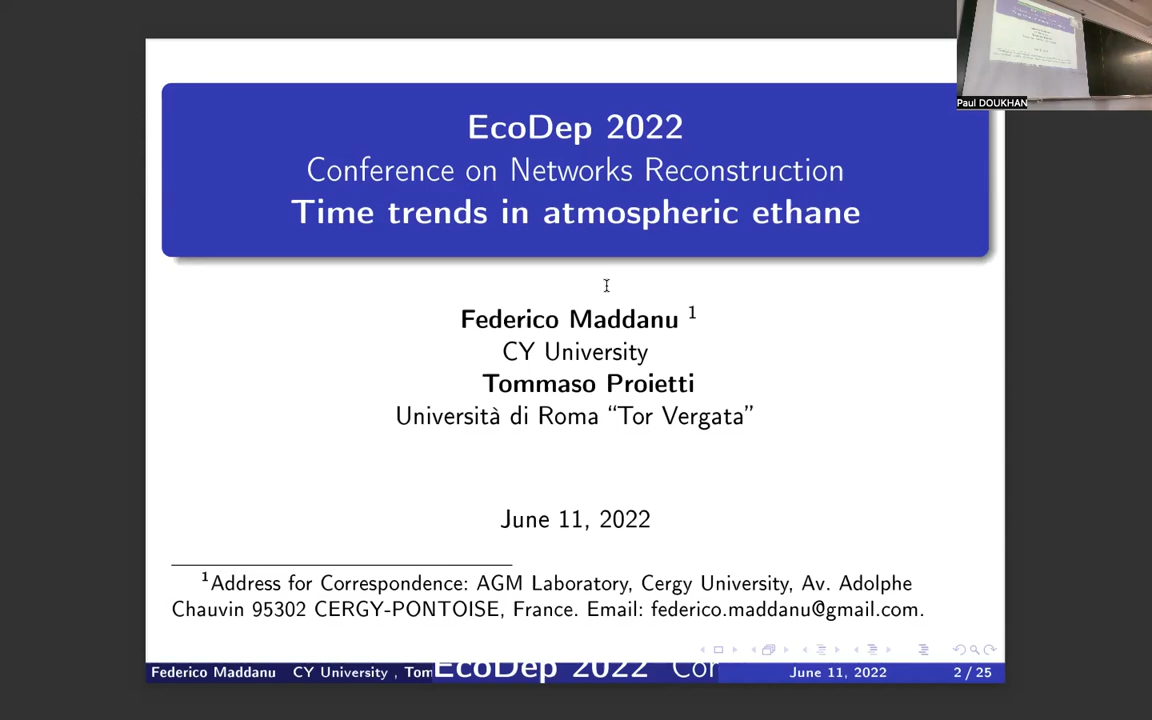 EcoDep 2022
Conference on Networks Reconstruction
Time trends in atmospheric ethane
Paul DOUKHAN
Federico Maddanu 1
CY University
Tommaso Proietti
Università di Roma “Tor Vergata”
June 11, 2022
1Address for Correspondence: AGM Laboratory, Cergy University, Av. Adolphe
Chauvin 95302 CERGY-PONTOISE, France. Email: federico.maddanu@gmail.com.
Federico Maddanu CY University , Tom EcoDep 2022 Con June 11, 2022 2 / 25